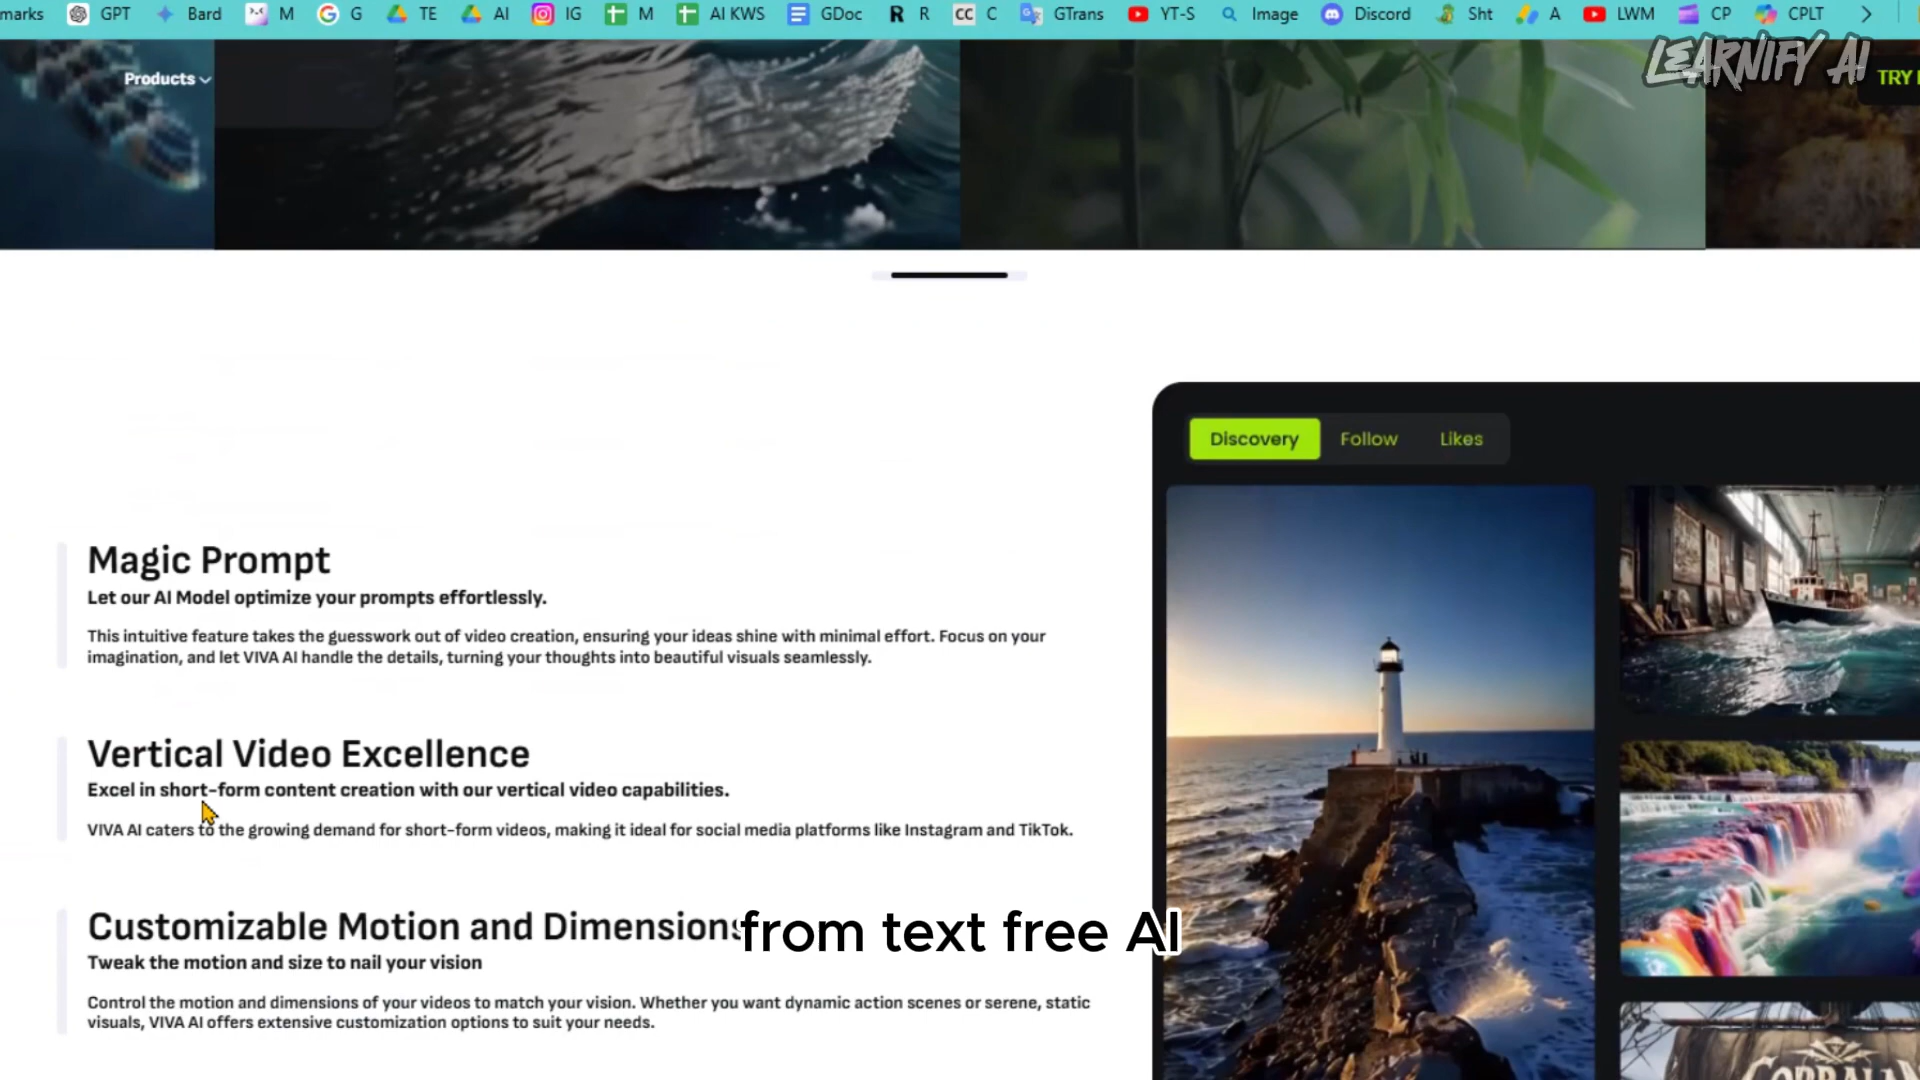 marks GPT Bard M G TE AI IG M AI KWS GDoc R CC C GTrans YT-S Image Discord Sht A LWM CP CPLT
LEARNIFY AI
Products
TRY
Discovery Follow Likes
Magic Prompt
Let our AI Model optimize your prompts effortlessly.
This intuitive feature takes the guesswork out of video creation, ensuring your ideas shine with minimal effort. Focus on your
imagination, and let VIVA AI handle the details, turning your thoughts into beautiful visuals seamlessly.
Vertical Video Excellence
Excel in short-form content creation with our vertical video capabilities.
VIVA AI caters to the growing demand for short-form videos, making it ideal for social media platforms like Instagram and TikTok.
Customizable Motion and Dimensions
from text free AI
Tweak the motion and size to nail your vision
Control the motion and dimensions of your videos to match your vision. Whether you want dynamic action scenes or serene, static
visuals, VIVA AI offers extensive customization options to suit your needs.